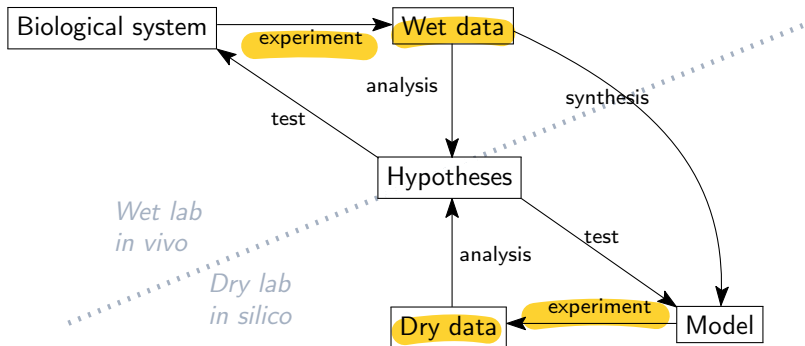 Biological system
experiment
Wet data
analysis
synthesis
test
Hypotheses
Wet lab
in vivo
test
analysis
Dry lab
in silico
Dry data
experiment
Model